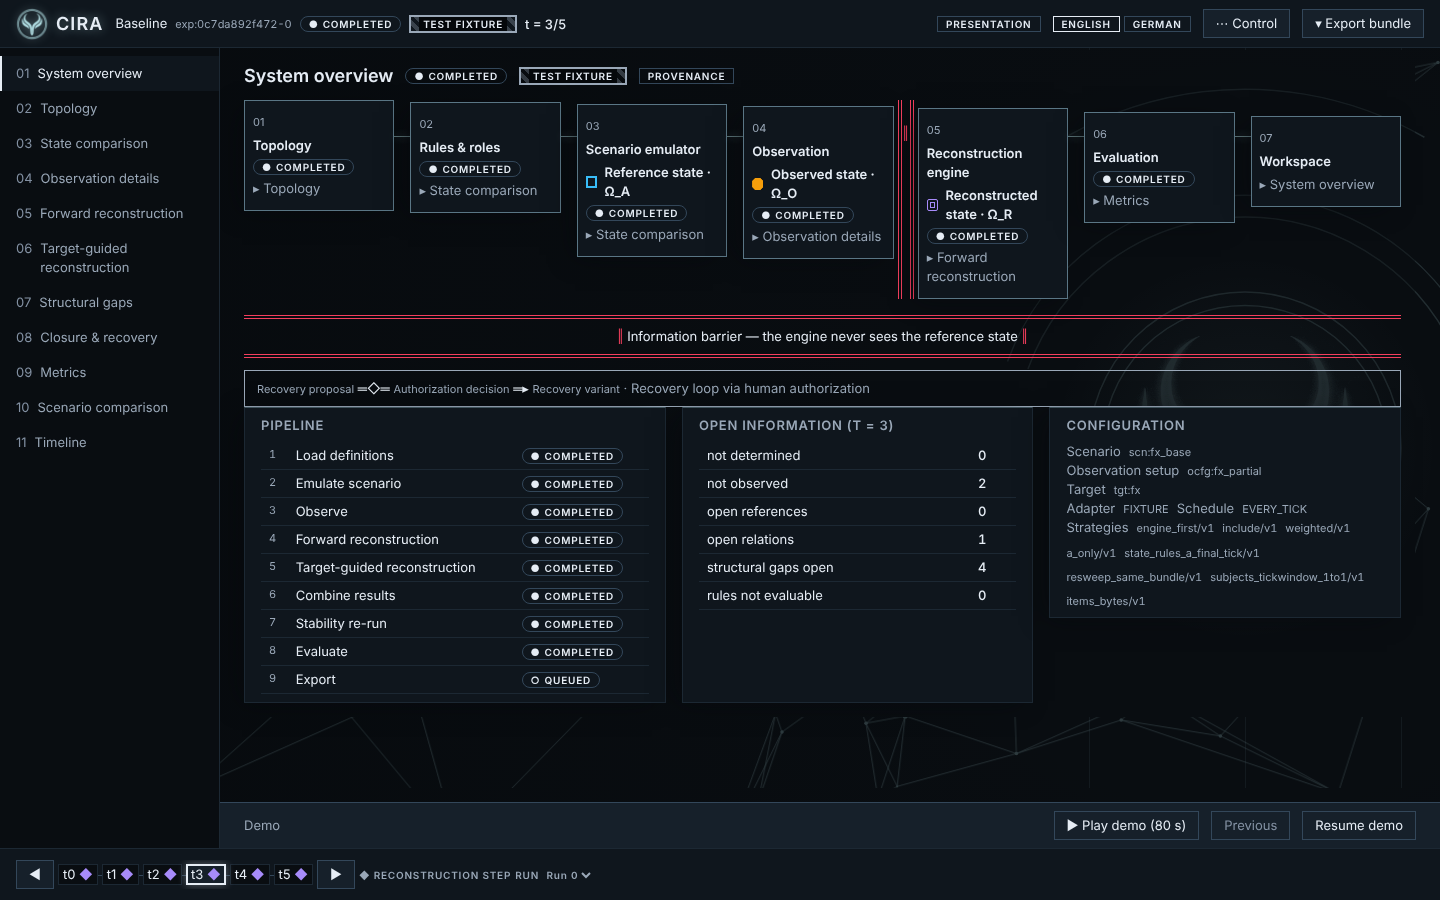 CIRA Baseline exp:0c7da892f472-0 COMPLETED TEST FIXTURE t = 3/5 PRESENTATION ENGLISH GERMAN ··· Control ▾ Export bundle
01 System overview
02 Topology
03 State comparison
04 Observation details
05 Forward reconstruction
06 Target-guided
reconstruction
07 Structural gaps
08 Closure & recovery
09 Metrics
10 Scenario comparison
11 Timeline
System overview COMPLETED TEST FIXTURE PROVENANCE
01
Topology
COMPLETED
▸ Topology
02
Rules & roles
COMPLETED
▸ State comparison
03
Scenario emulator
Reference state ·
Ω_A
COMPLETED
▸ State comparison
04
Observation
Observed state ·
Ω_O
COMPLETED
▸ Observation details
05
Reconstruction
engine
Reconstructed
state · Ω_R
COMPLETED
▸ Forward
reconstruction
06
Evaluation
COMPLETED
▸ Metrics
07
Workspace
▸ System overview
Information barrier — the engine never sees the reference state
Recovery proposal Authorization decision Recovery variant · Recovery loop via human authorization
PIPELINE
1 Load definitions COMPLETED
2 Emulate scenario COMPLETED
3 Observe COMPLETED
4 Forward reconstruction COMPLETED
5 Target-guided reconstruction COMPLETED
6 Combine results COMPLETED
7 Stability re-run COMPLETED
8 Evaluate COMPLETED
9 Export QUEUED
OPEN INFORMATION (T = 3)
not determined 0
not observed 2
open references 0
open relations 1
structural gaps open 4
rules not evaluable 0
CONFIGURATION
Scenario scn:fx_base
Observation setup ocfg:fx_partial
Target tgt:fx
Adapter FIXTURE Schedule EVERY_TICK
Strategies engine_first/v1 include/v1 weighted/v1
a_only/v1 state_rules_a_final_tick/v1
resweep_same_bundle/v1 subjects_tickwindow_1to1/v1
items_bytes/v1
Demo ▶ Play demo (80 s) Previous Resume demo
◀ t0 ◆ t1 ◆ t2 ◆ t3 ◆ t4 ◆ t5 ◆ ▶ ◆ RECONSTRUCTION STEP RUN Run 0